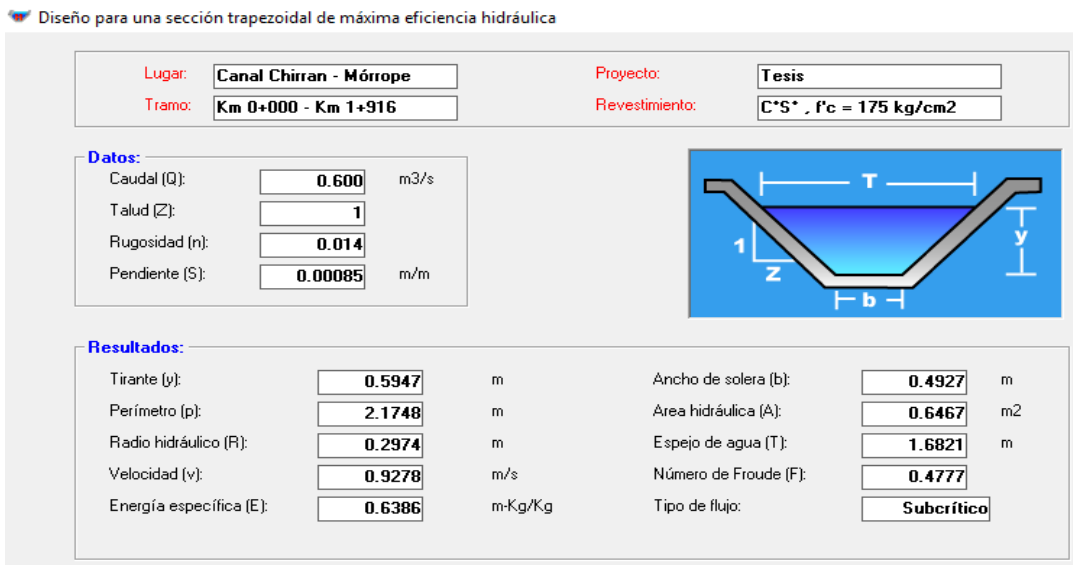 Diseño para una sección trapezoidal de máxima eficiencia hidráulica
Lugar: Canal Chirran - Mórrope Proyecto: Tesis
Tramo: Km 0+000 - Km 1+916 Revestimiento: C*S* , f'c = 175 kg/cm2
Datos:
Caudal (Q): 0.600 m3/s
Talud (Z): 1
Rugosidad (n): 0.014
Pendiente (S): 0.00085 m/m
T
y
1
Z
b
Resultados:
Tirante (y): 0.5947 m Ancho de solera (b): 0.4927 m
Perímetro (p): 2.1748 m Area hidráulica (A): 0.6467 m2
Radio hidráulico (R): 0.2974 m Espejo de agua (T): 1.6821 m
Velocidad (v): 0.9278 m/s Número de Froude (F): 0.4777
Energía específica (E): 0.6386 m-Kg/Kg Tipo de flujo: Subcrítico